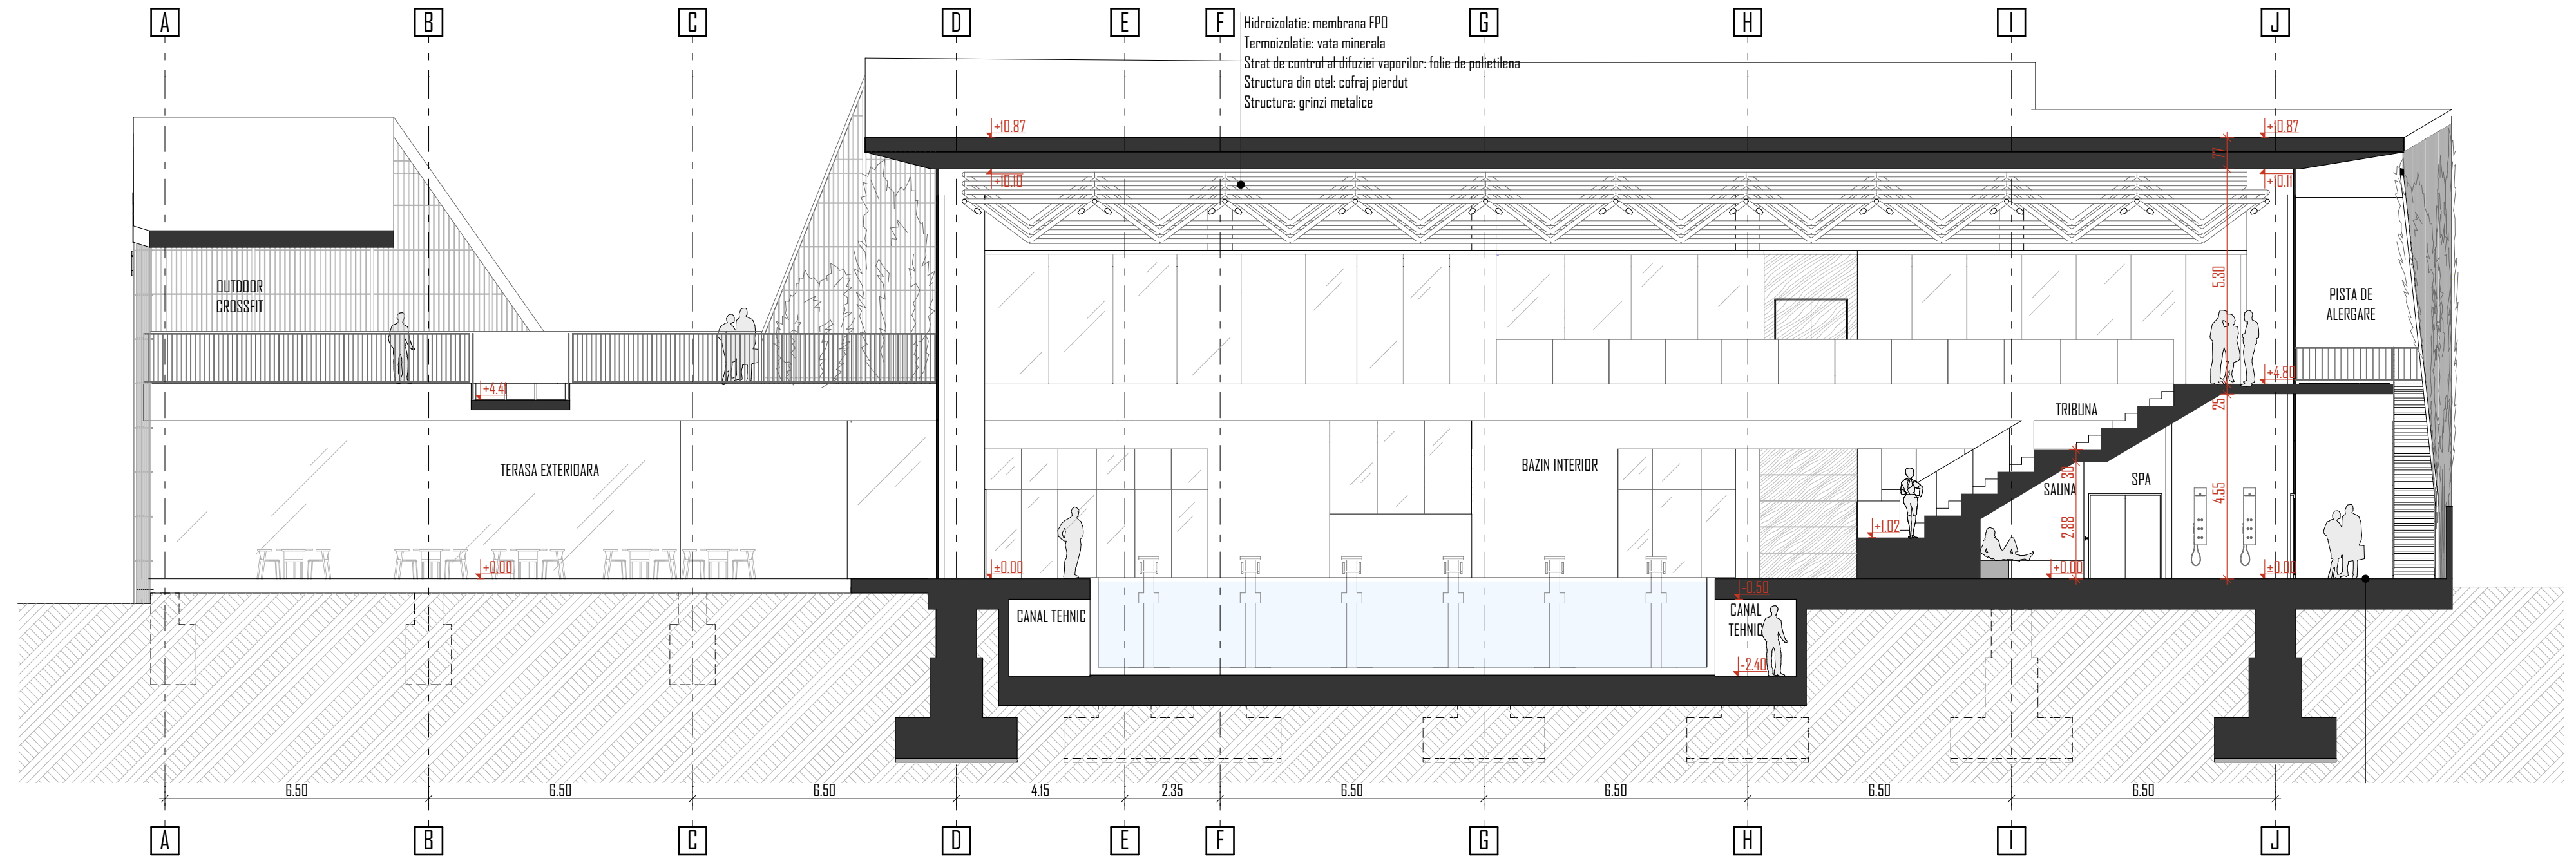 A B C D E F G H I J
Hidroizolatie: membrana FPO
Termoizolatie: vata minerala
Strat de control al difuziei vaporilor: folie de polietilena
Structura din otel: cofraj pierdut
Structura: grinzi metalice
+10.87
+10.87
77
+10.10
+10.11
OUTDOOR
CROSSFIT
5.30
PISTA DE
ALERGARE
+4.41
+4.80
25
TRIBUNA
TERASA EXTERIOARA
BAZIN INTERIOR
30
SAUNA
SPA
4.55
+1.02
2.88
+0.00
±0.00
+0.00
±0.00
-0.50
CANAL TEHNIC
CANAL
TEHNIC
-2.40
6.50 6.50 6.50 4.15 2.35 6.50 6.50 6.50 6.50
A B C D E F G H I J